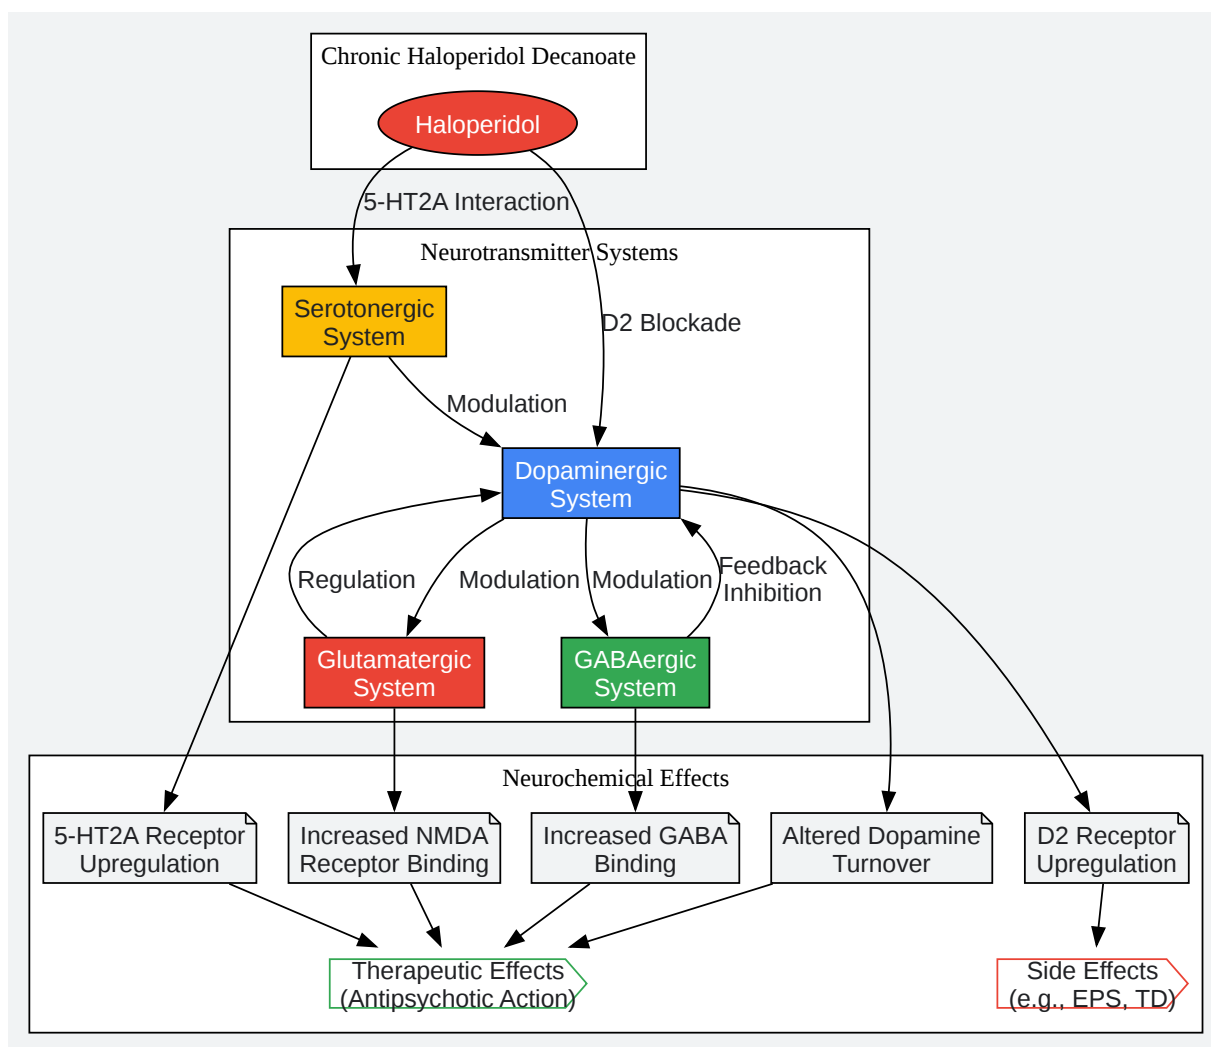 Chronic Haloperidol Decanoate
Haloperidol
5-HT2A Interaction
Neurotransmitter Systems
Serotonergic
System
D2 Blockade
Modulation
Dopaminergic
System
Regulation
Modulation
Modulation
Feedback
Inhibition
Glutamatergic
System
GABAergic
System
Neurochemical Effects
5-HT2A Receptor
Upregulation
Increased NMDA
Receptor Binding
Increased GABA
Binding
Altered Dopamine
Turnover
D2 Receptor
Upregulation
Therapeutic Effects
(Antipsychotic Action)
Side Effects
(e.g., EPS, TD)